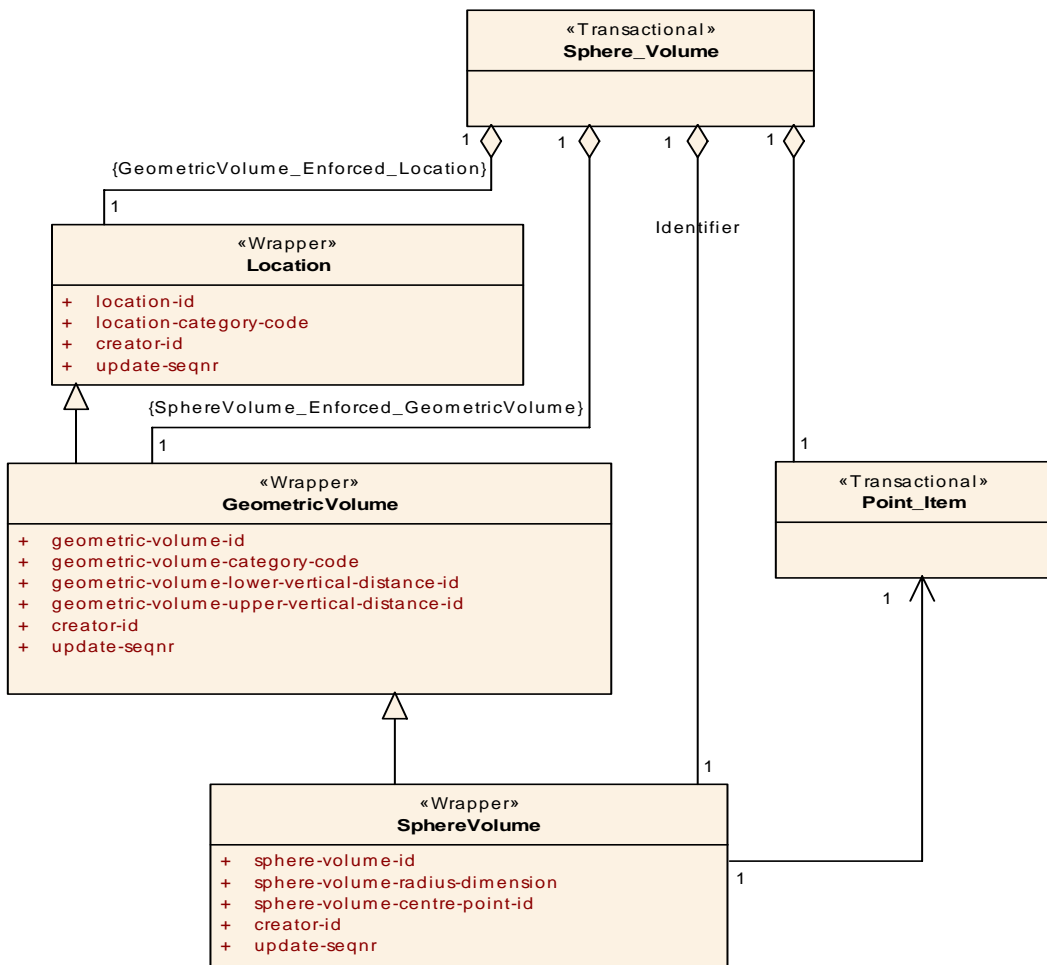 «Transactional»
Sphere_Volume
1 1 1 1
{GeometricVolume_Enforced_Location}
1
Identifier
«Wrapper»
Location
+ location-id
+ location-category-code
+ creator-id
+ update-seqnr
{SphereVolume_Enforced_GeometricVolume}
1
1
«Wrapper»
GeometricVolume
+ geometric-volume-id
+ geometric-volume-category-code
+ geometric-volume-lower-vertical-distance-id
+ geometric-volume-upper-vertical-distance-id
+ creator-id
+ update-seqnr
«Transactional»
Point_Item
1
1
«Wrapper»
SphereVolume
+ sphere-volume-id
+ sphere-volume-radius-dimension
+ sphere-volume-centre-point-id
+ creator-id
+ update-seqnr
1